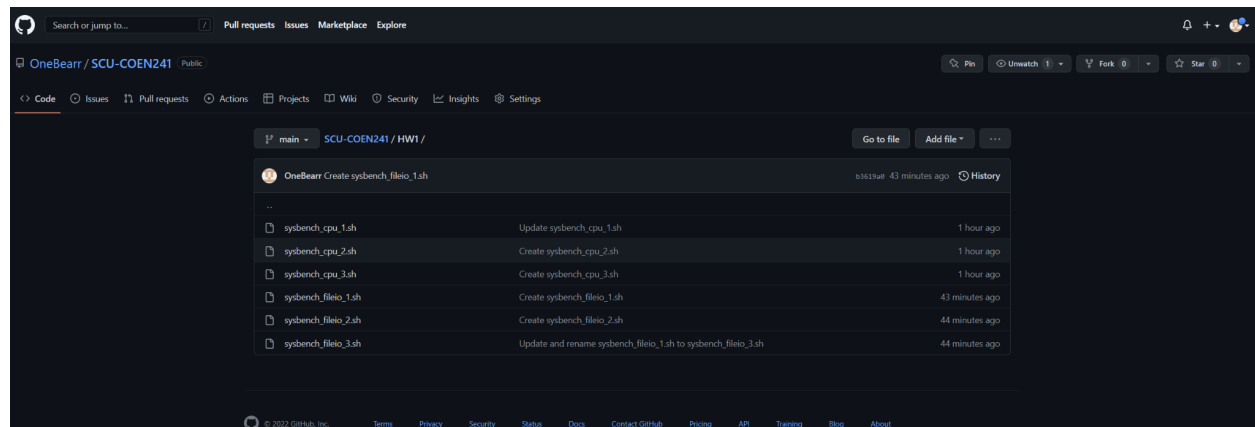 Search or jump to... / Pull requests Issues Marketplace Explore
OneBearr / SCU-COEN241 Public Pin Unwatch 1 Fork 0 Star 0
<> Code Issues Pull requests Actions Projects Wiki Security Insights Settings
main SCU-COEN241 / HW1 / Go to file Add file ...
OneBearr Create sysbench_fileio_1.sh b3619a8 43 minutes ago History
..
sysbench_cpu_1.sh Update sysbench_cpu_1.sh 1 hour ago
sysbench_cpu_2.sh Create sysbench_cpu_2.sh 1 hour ago
sysbench_cpu_3.sh Create sysbench_cpu_3.sh 1 hour ago
sysbench_fileio_1.sh Create sysbench_fileio_1.sh 43 minutes ago
sysbench_fileio_2.sh Create sysbench_fileio_2.sh 44 minutes ago
sysbench_fileio_3.sh Update and rename sysbench_fileio_1.sh to sysbench_fileio_3.sh 44 minutes ago
© 2022 GitHub, Inc. Terms Privacy Security Status Docs Contact GitHub Pricing API Training Blog About